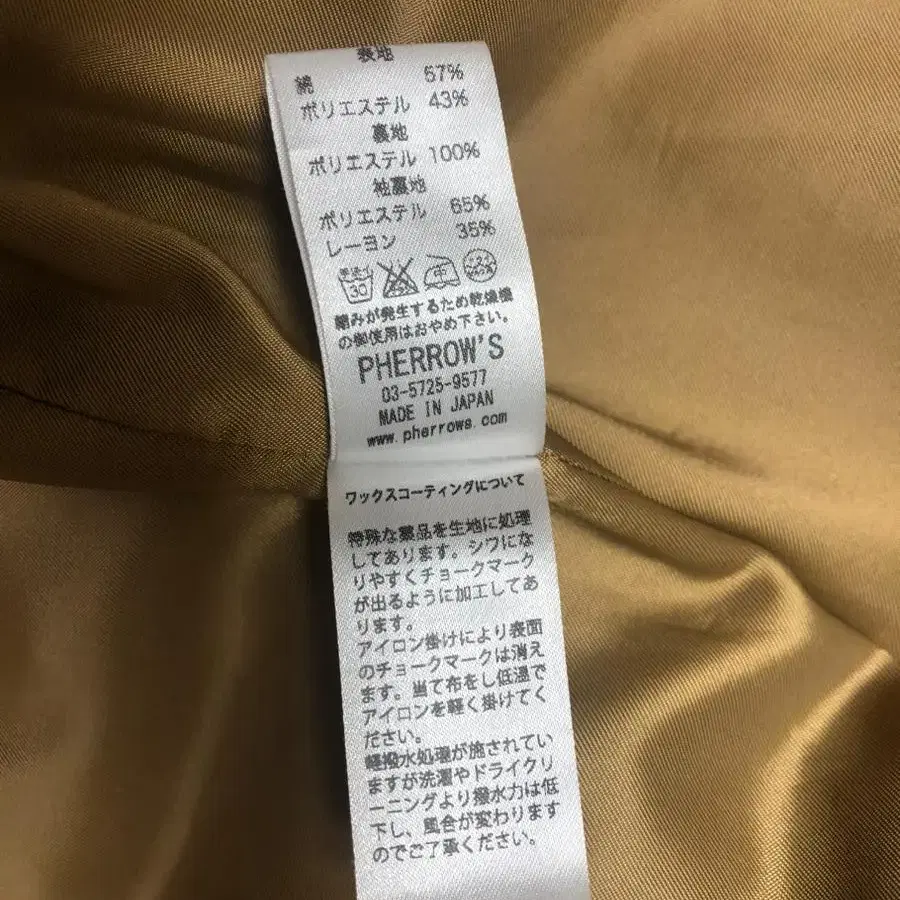 表地
綿 67%
ポリエステル 43%
裏地
ポリエステル 100%
袖裏地
ポリエステル 65%
レーヨン 35%
30 中
縮みが発生するため乾燥機
の御使用はおやめ下さい。
PHERROW'S
03-5725-9577
MADE IN JAPAN
www.pherrows.com
ワックスコーティングについて
特殊な薬品を生地に処理
してあります。シワにな
りやすくチョークマーク
が出るように加工してあ
ります。
アイロン掛けにより表面
のチョークマークは消え
ます。当て布をし低温で
アイロンを軽く掛けてく
ださい。
軽撥水処理が施されてい
ますが洗濯やドライクリ
ーニングより撥水力は低
下し、風合が変わります
のでご了承ください。